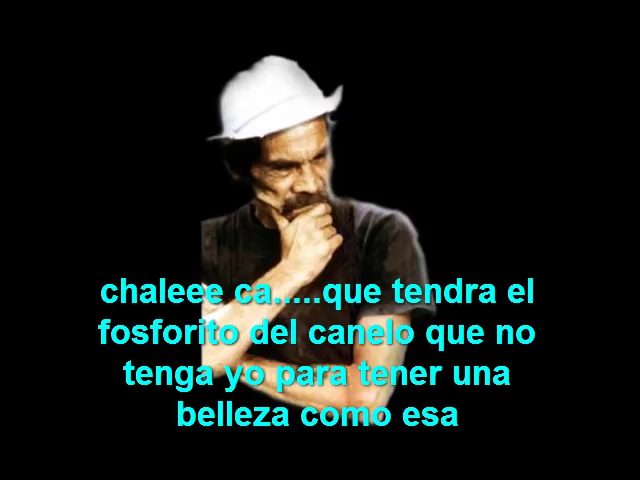 chaleee ca.....que tendra el
fosforito del canelo que no
tenga yo para tener una
belleza como esa